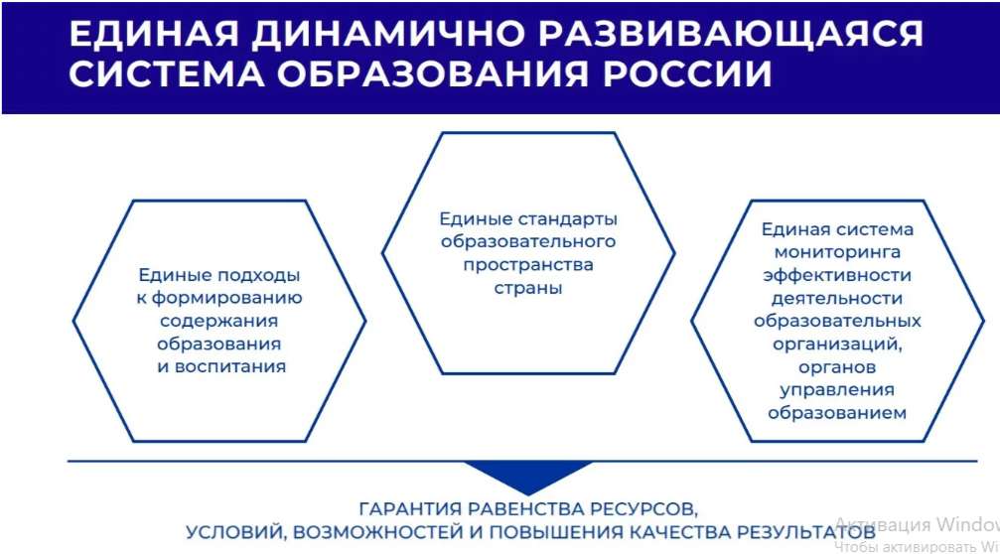 ЕДИНАЯ ДИНАМИЧНО РАЗВИВАЮЩАЯСЯ
СИСТЕМА ОБРАЗОВАНИЯ РОССИИ
Единые подходы
к формированию
содержания
образования
и воспитания
Единые стандарты
образовательного
пространства
страны
Единая система
мониторинга
эффективности
деятельности
образовательных
организаций,
органов
управления
образованием
ГАРАНТИЯ РАВЕНСТВА РЕСУРСОВ,
УСЛОВИЙ, ВОЗМОЖНОСТЕЙ И ПОВЫШЕНИЯ КАЧЕСТВА РЕЗУЛЬТАТОВ
Активация Window
Чтобы активировать Wi